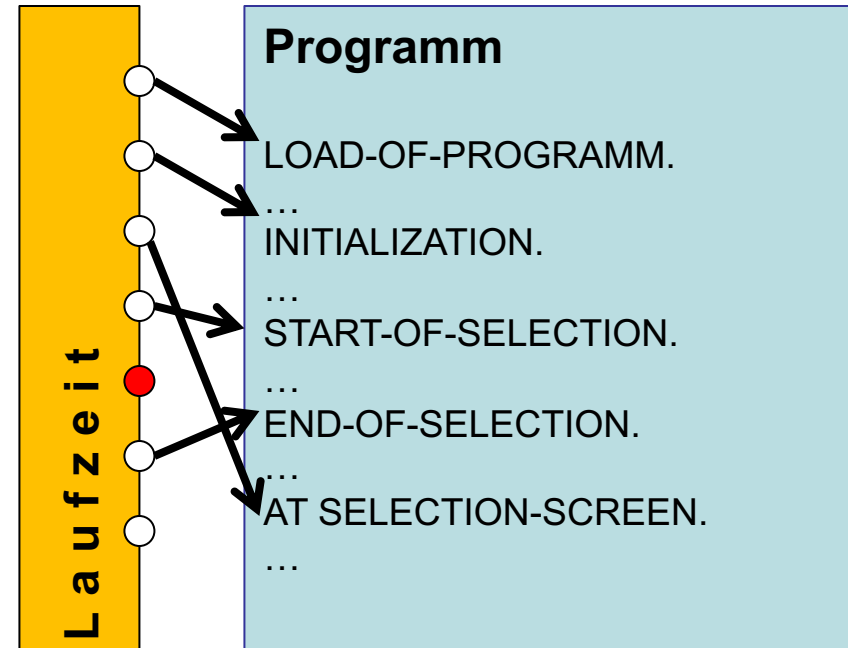 Laufzeit
Programm
LOAD-OF-PROGRAMM.
…
INITIALIZATION.
…
START-OF-SELECTION.
…
END-OF-SELECTION.
…
AT SELECTION-SCREEN.
…